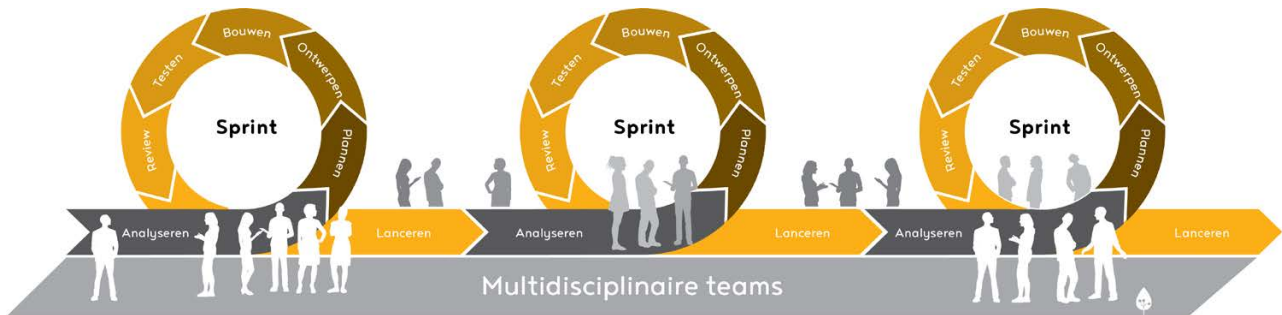 Sprint
Analyseren
Plannen
Ontwerpen
Bouwen
Testen
Review
Lanceren
Sprint
Analyseren
Plannen
Ontwerpen
Bouwen
Testen
Review
Lanceren
Sprint
Analyseren
Plannen
Ontwerpen
Bouwen
Testen
Review
Lanceren
Multidisciplinaire teams